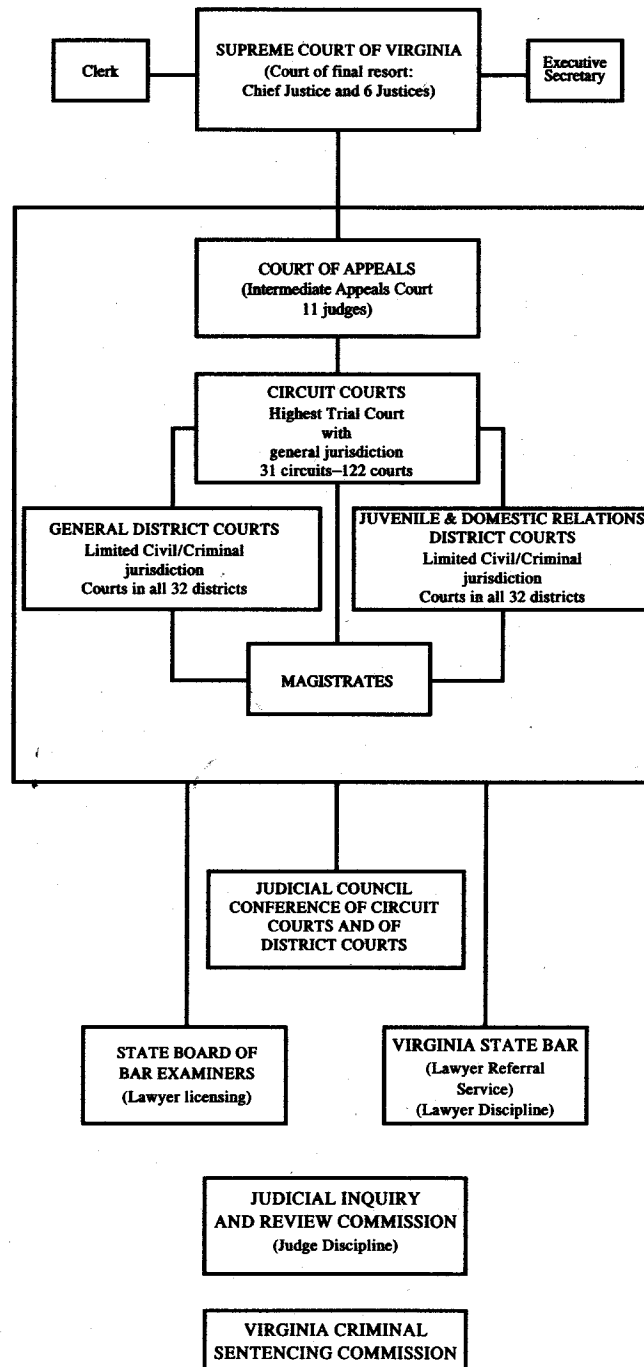 Clerk
SUPREME COURT OF VIRGINIA
(Court of final resort:
Chief Justice and 6 Justices)
Executive
Secretary
COURT OF APPEALS
(Intermediate Appeals Court
11 judges)
CIRCUIT COURTS
Highest Trial Court
with
general jurisdiction
31 circuits–122 courts
GENERAL DISTRICT COURTS
Limited Civil/Criminal
jurisdiction
Courts in all 32 districts
JUVENILE & DOMESTIC RELATIONS
DISTRICT COURTS
Limited Civil/Criminal
jurisdiction
Courts in all 32 districts
MAGISTRATES
JUDICIAL COUNCIL
CONFERENCE OF CIRCUIT
COURTS AND OF
DISTRICT COURTS
STATE BOARD OF
BAR EXAMINERS
(Lawyer licensing)
VIRGINIA STATE BAR
(Lawyer Referral
Service)
(Lawyer Discipline)
JUDICIAL INQUIRY
AND REVIEW COMMISSION
(Judge Discipline)
VIRGINIA CRIMINAL
SENTENCING COMMISSION